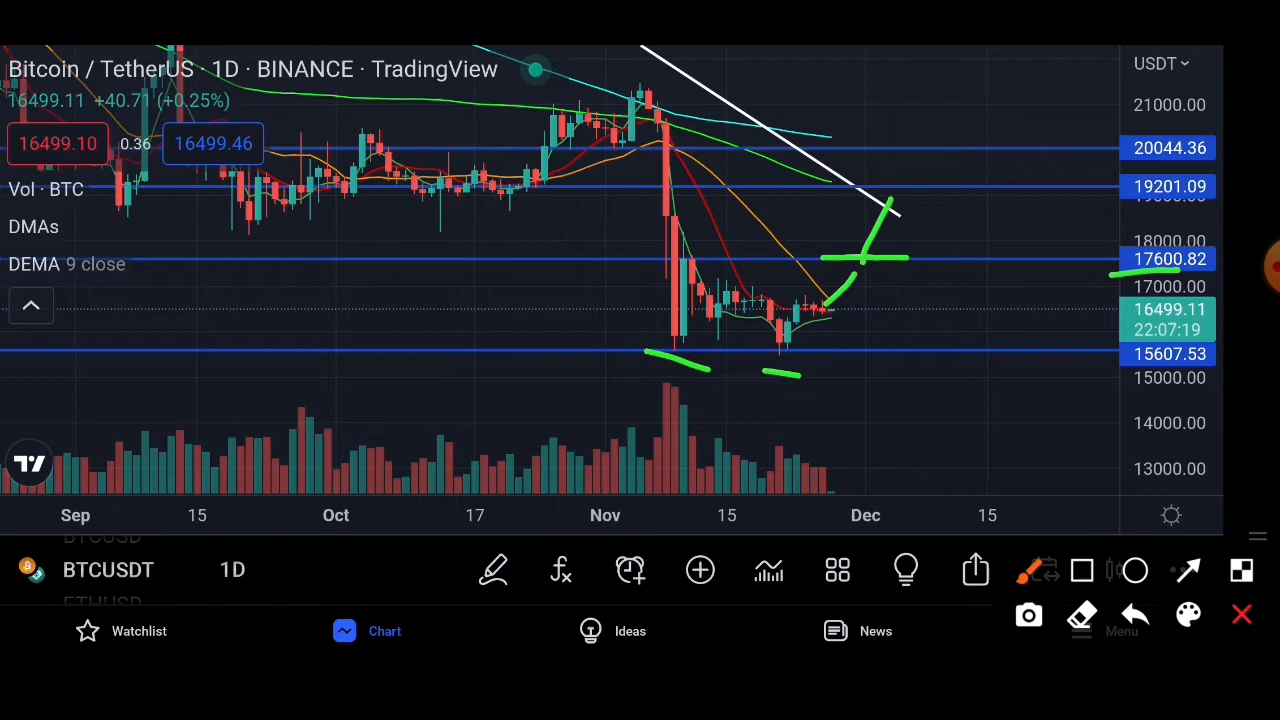 Bitcoin / TetherUS · 1D · BINANCE · TradingView
USDT
16499.11 +40.71 (+0.25%)
21000.00
16499.10 0.36 16499.46
20044.36
Vol · BTC
19201.09
DMAs
18000.00
DEMA 9 close
17600.82
17000.00
16499.11
22:07:19
15607.53
15000.00
14000.00
13000.00
Sep 15 Oct 17 Nov 15 Dec 15
BTCUSDT 1D
Watchlist Chart Ideas News Menu